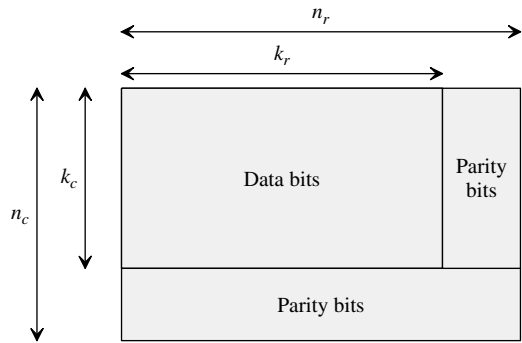 n_r
k_r
Data bits
Parity
bits
k_c
n_c
Parity bits